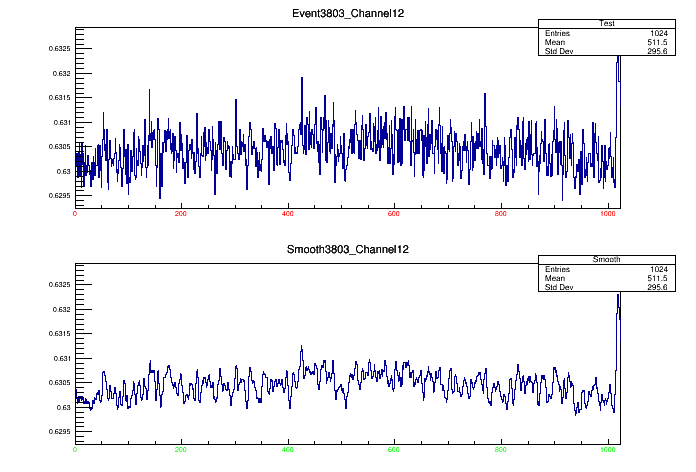 Event3803_Channel12
Test
Entries 1024
Mean 511.5
Std Dev 295.6
0.6325
0.632
0.6315
0.631
0.6305
0.63
0.6295
0 200 400 600 800 1000
Smooth3803_Channel12
Smooth
Entries 1024
Mean 511.5
Std Dev 295.6
0.6325
0.632
0.6315
0.631
0.6305
0.63
0.6295
0 200 400 600 800 1000